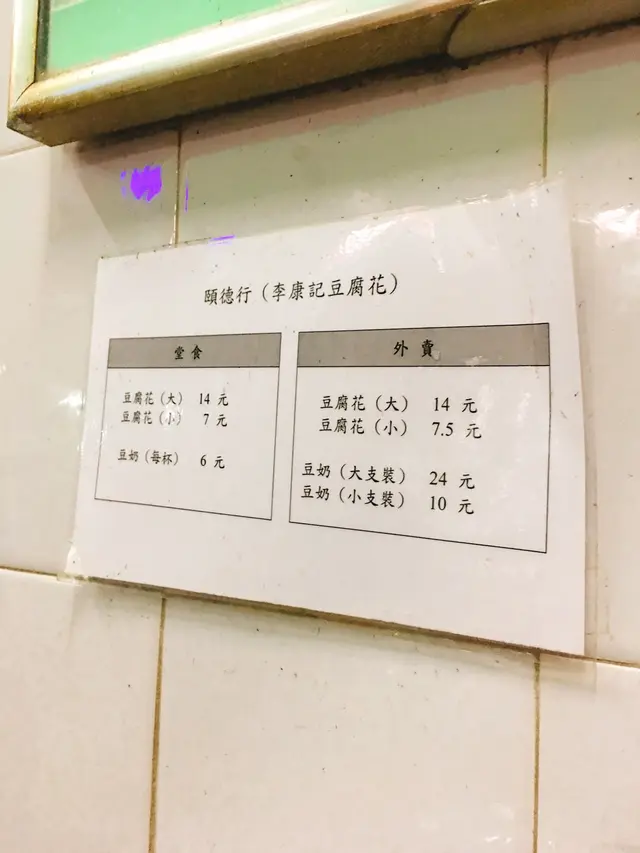 頤德行（李康記豆腐花）
堂食
豆腐花（大） 14 元
豆腐花（小） 7 元
豆奶（每杯） 6 元
外賣
豆腐花（大） 14 元
豆腐花（小） 7.5 元
豆奶（大支裝） 24 元
豆奶（小支裝） 10 元